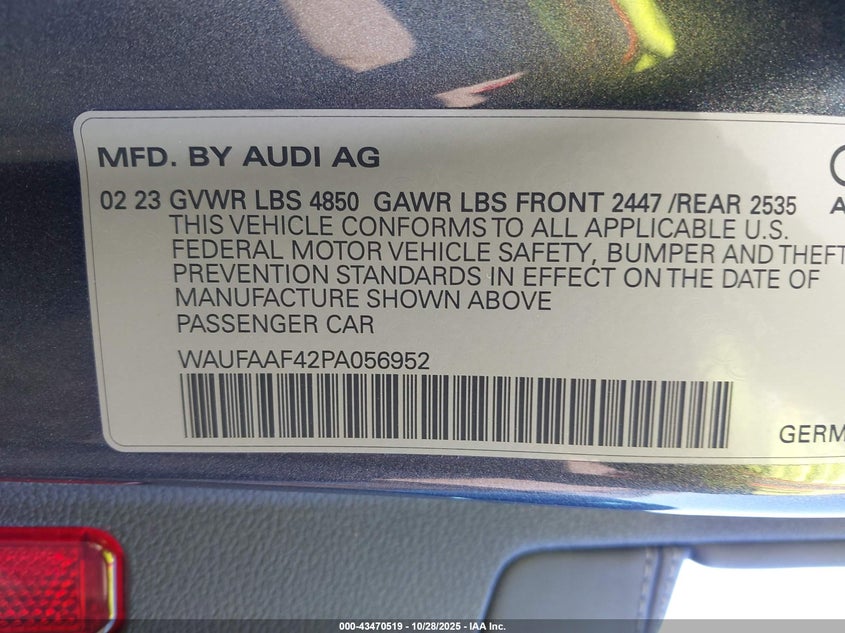 MFD. BY AUDI AG
02 23 GVWR LBS 4850 GAWR LBS FRONT 2447 /REAR 2535
THIS VEHICLE CONFORMS TO ALL APPLICABLE U.S.
FEDERAL MOTOR VEHICLE SAFETY, BUMPER AND THEFT
PREVENTION STANDARDS IN EFFECT ON THE DATE OF
MANUFACTURE SHOWN ABOVE
PASSENGER CAR
WAUFAAF42PA056952
GERM
000-43470519 - 10/28/2025 - IAA Inc.